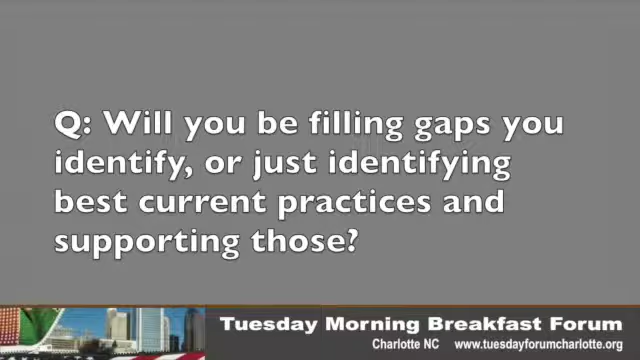 Q: Will you be filling gaps you
identify, or just identifying
best current practices and
supporting those?
Tuesday Morning Breakfast Forum
Charlotte NC www.tuesdayforumcharlotte.org